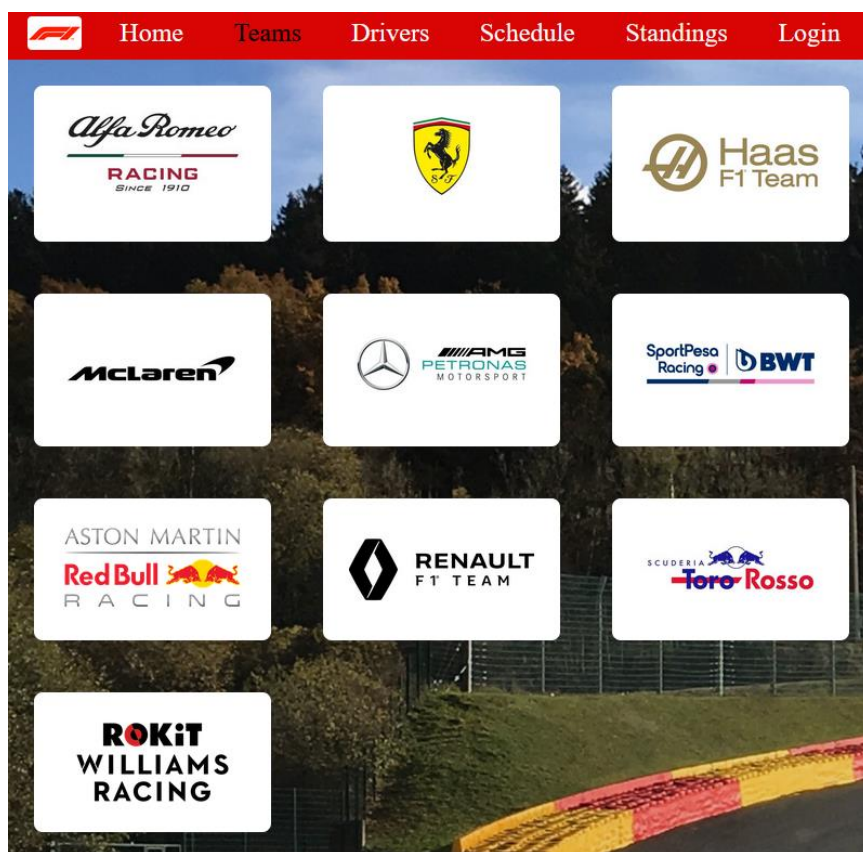 F1
Home Teams Drivers Schedule Standings Login
Alfa Romeo
RACING
SINCE 1910
S F
Haas
F1 Team
McLaren
AMG
PETRONAS
MOTORSPORT
SportPesa
Racing
BWT
ASTON MARTIN
Red Bull
RACING
RENAULT
F1 TEAM
SCUDERIA
Toro Rosso
ROKiT
WILLIAMS
RACING